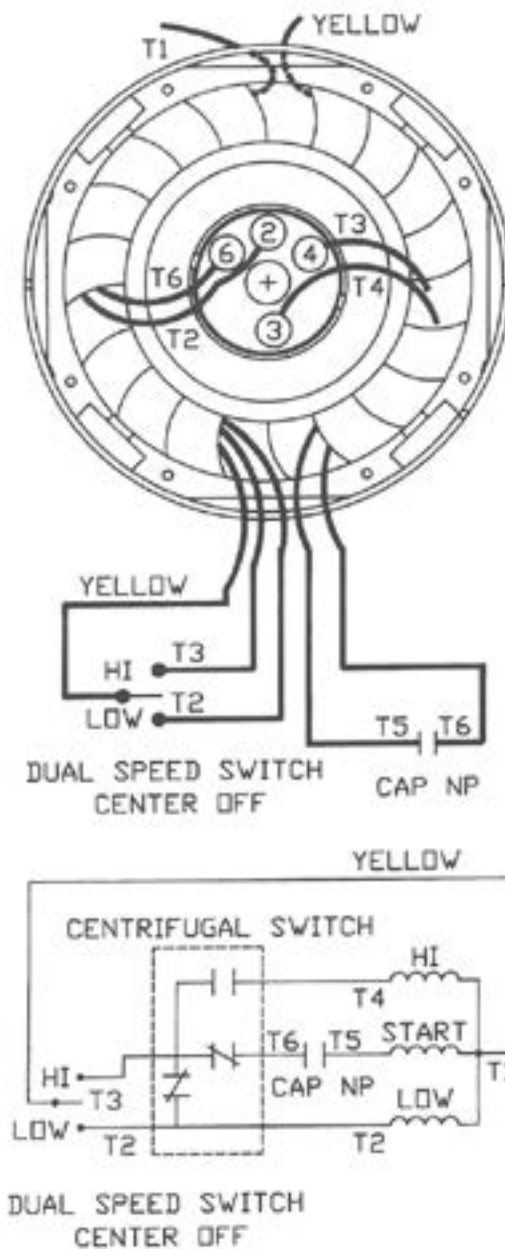 T1
YELLOW
2
6
4
T3
T6
+
T4
T2
3
YELLOW
T3
HI
T2
LOW
T5 T6
DUAL SPEED SWITCH
CENTER OFF
CAP NP
YELLOW
CENTRIFUGAL SWITCH
HI
T4
T6 T5 START
CAP NP
T1
HI
T3
LOW
LOW
T2
T2
DUAL SPEED SWITCH
CENTER OFF